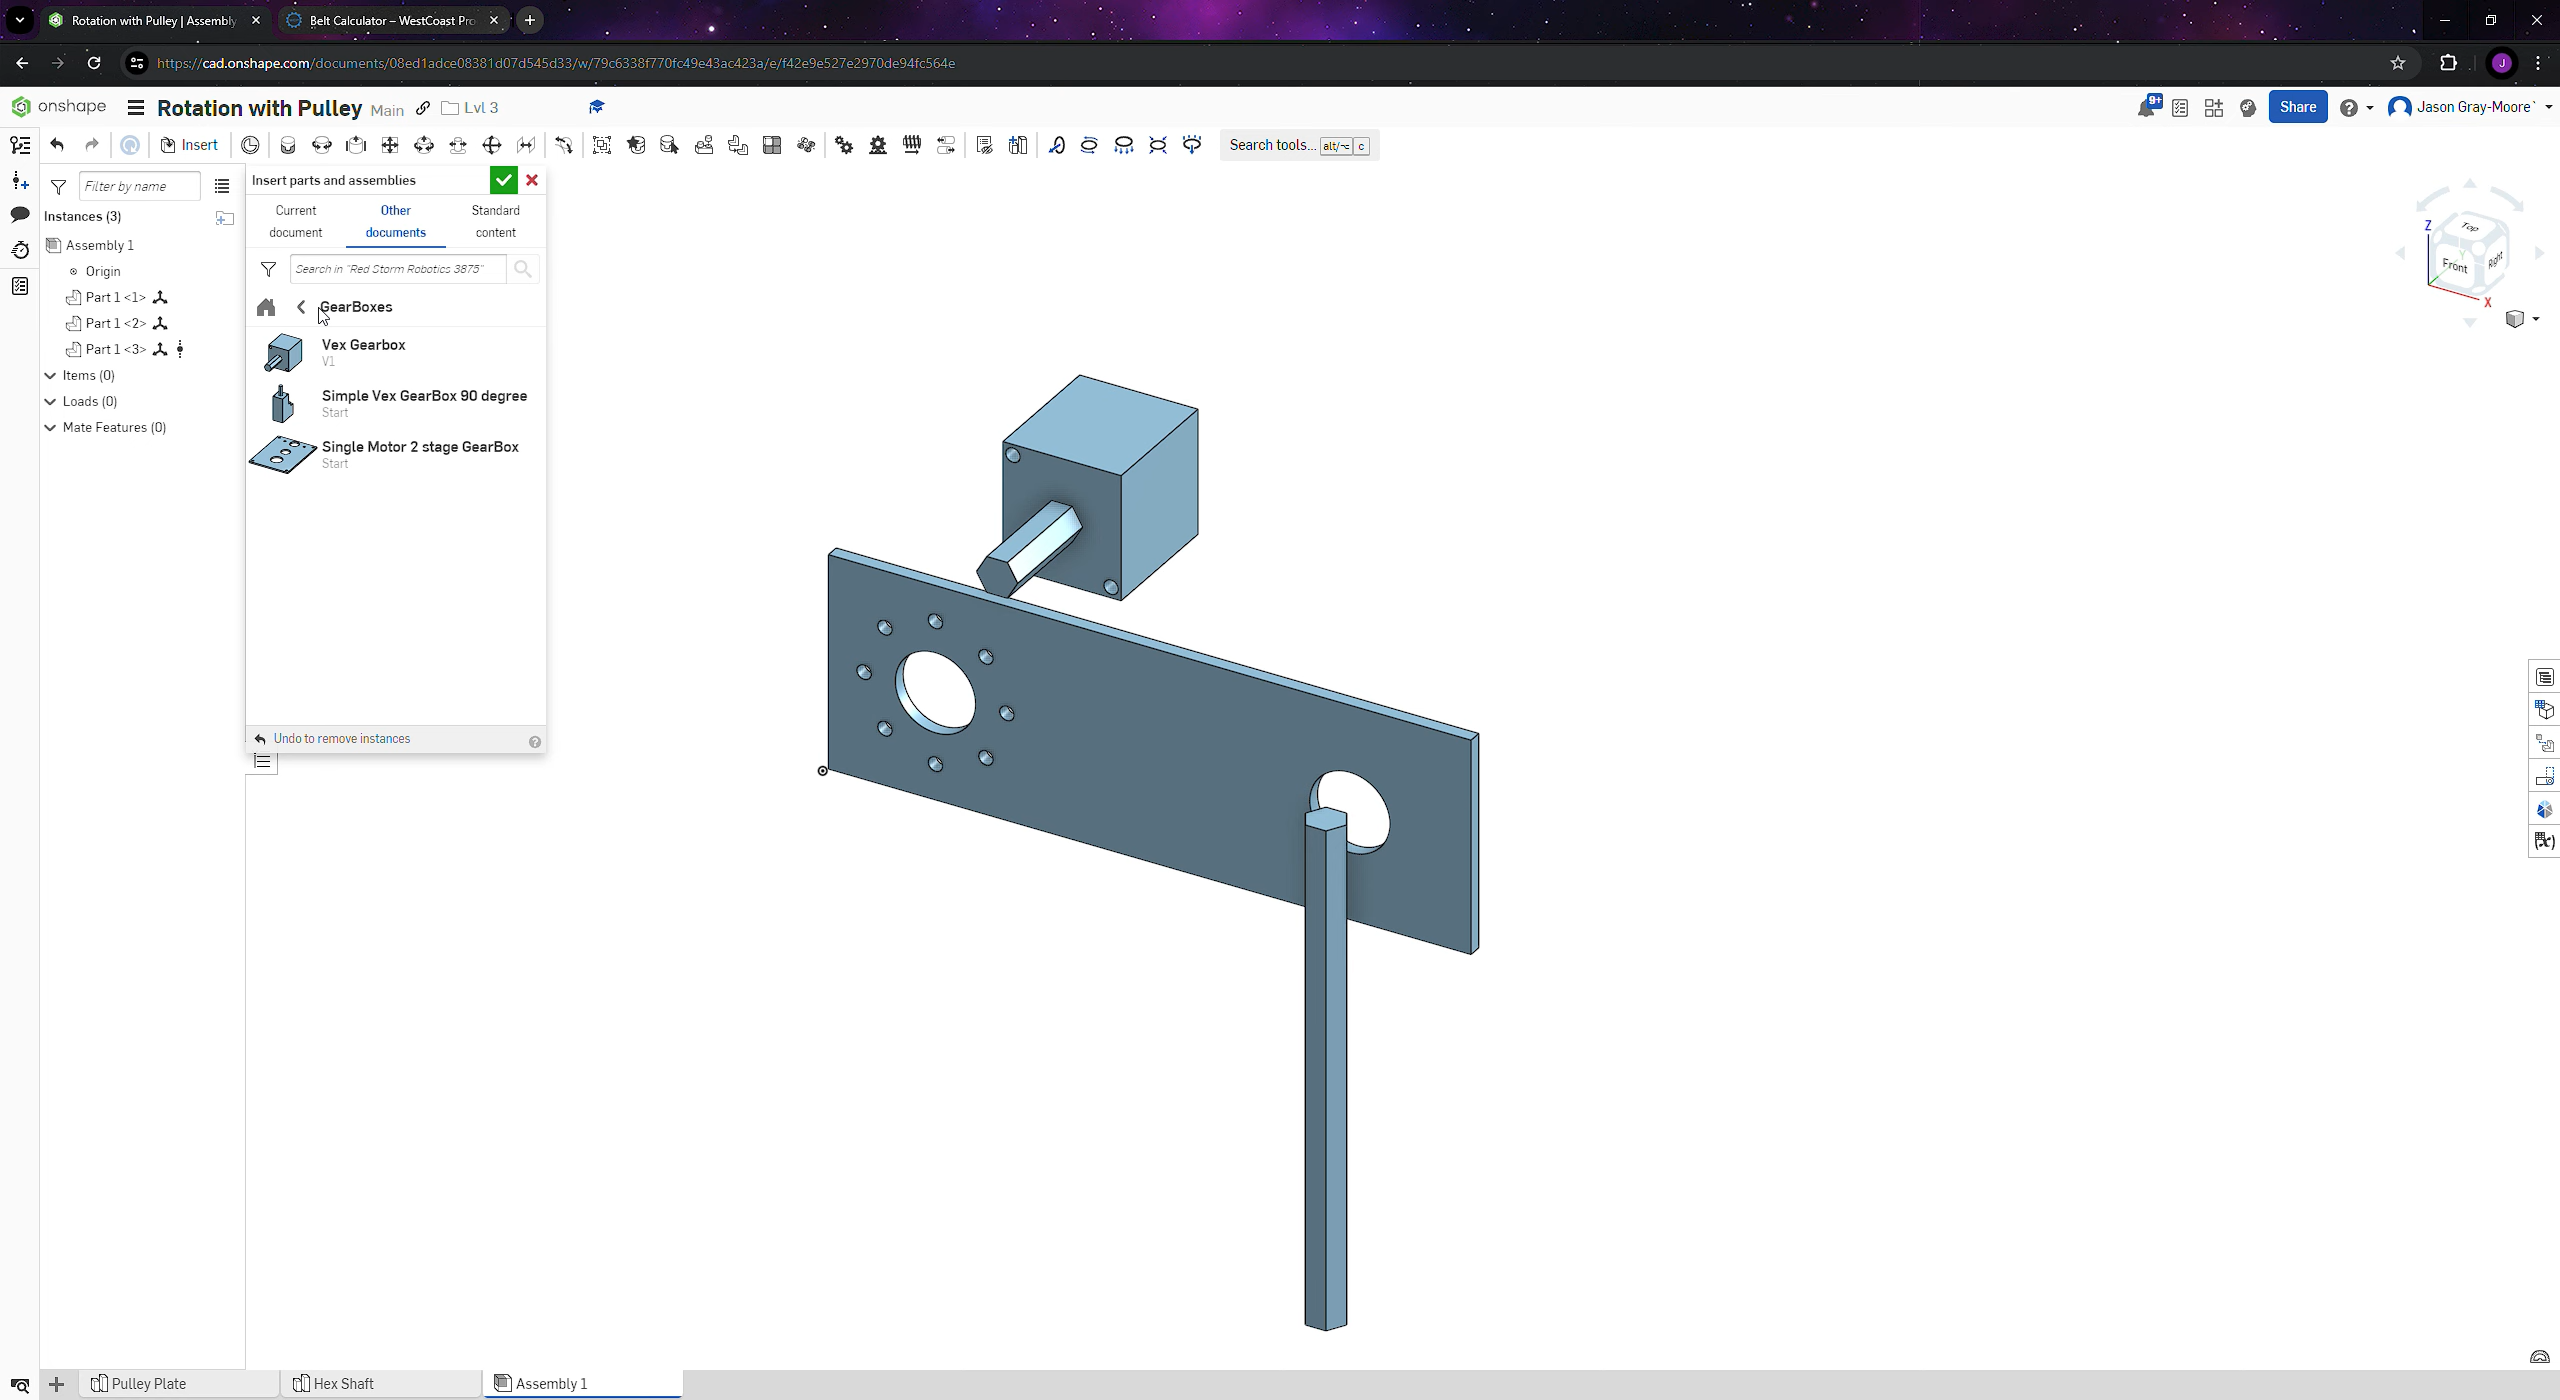 Rotation with Pulley | Assembly
Belt Calculator – WestCoast Pro
https://cad.onshape.com/documents/08ed1adce08381d07d545d33/w/79c6338f770fc49e43ac423a/e/f42e9e527e2970de94fc564e
J
onshape
Rotation with Pulley Main
Lvl 3
9+
Share
Jason Gray-Moore`
Insert
Search tools... alt/⌥ c
Filter by name
Instances (3)
Assembly 1
Origin
Part 1 <1>
Part 1 <2>
Part 1 <3>
Items (0)
Loads (0)
Mate Features (0)
Insert parts and assemblies
Current document
Other documents
Standard content
Search in "Red Storm Robotics 3875"
GearBoxes
Vex Gearbox
V1
Simple Vex GearBox 90 degree
Start
Single Motor 2 stage GearBox
Start
Undo to remove instances
Z
Top
Front
Right
X
Pulley Plate
Hex Shaft
Assembly 1